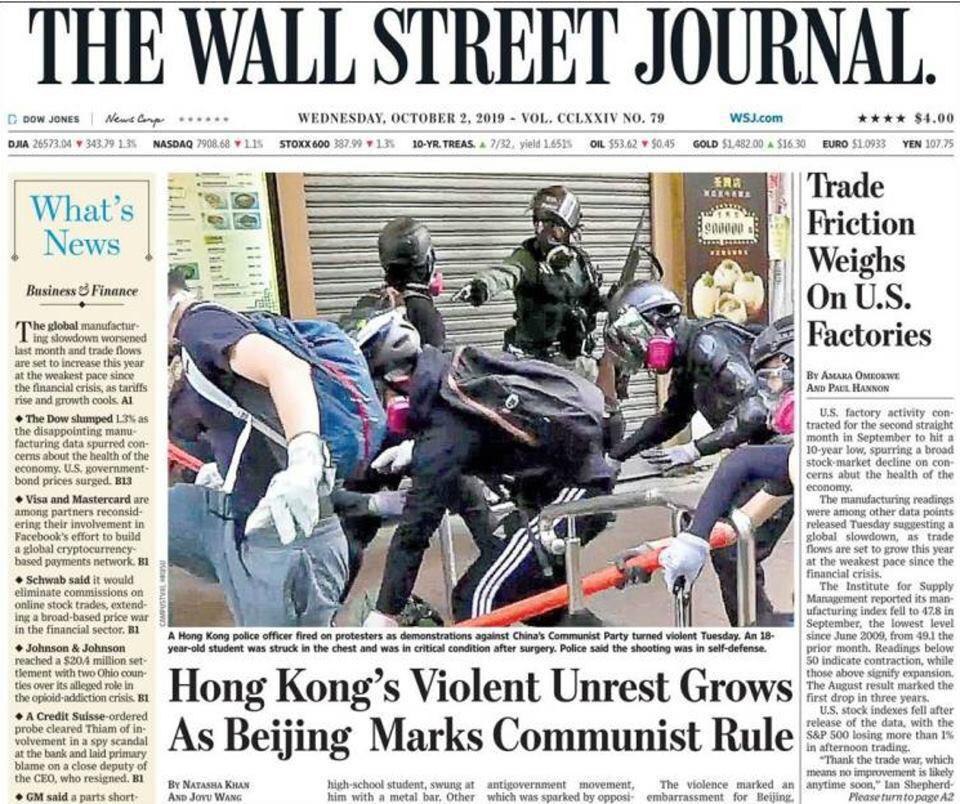 THE WALL STREET JOURNAL.
DOW JONES | News Corp ******
WEDNESDAY, OCTOBER 2, 2019 - VOL. CCLXXIV NO. 79
WSJ.com
★★★★ $4.00
DJIA 26573.04 ▼ 343.79 1.3% NASDAQ 7908.68 ▼ 1.1% STOXX 600 387.99 ▼ 1.3% 10-YR. TREAS. ▲ 7/32, yield 1.651% OIL $53.62 ▼ $0.45 GOLD $1,482.00 ▲ $16.30 EURO $1.0933 YEN 107.75
What's
News
Business & Finance
The global manufactur-
ing slowdown worsened
last month and trade flows
are set to increase this year
at the weakest pace since
the financial crisis, as tariffs
rise and growth cools. A1
◆ The Dow slumped 1.3% as
the disappointing manu-
facturing data spurred con-
cerns about the health of the
economy. U.S. government-
bond prices surged. B13
◆ Visa and Mastercard are
among partners reconsid-
ering their involvement in
Facebook's effort to build
a global cryptocurrency-
based payments network. B1
◆ Schwab said it would
eliminate commissions on
online stock trades, extend-
ing a broad-based price war
in the financial sector. B1
◆ Johnson & Johnson
reached a $20.4 million set-
tlement with two Ohio coun-
ties over its alleged role in
the opioid-addiction crisis. B1
◆ A Credit Suisse-ordered
probe cleared Thiam of in-
volvement in a spy scandal
at the bank and laid primary
blame on a close deputy of
the CEO, who resigned. B1
◆ GM said a parts short-
900000
A Hong Kong police officer fired on protesters as demonstrations against China's Communist Party turned violent Tuesday. An 18-
year-old student was struck in the chest and was in critical condition after surgery. Police said the shooting was in self-defense.
Hong Kong's Violent Unrest Grows
As Beijing Marks Communist Rule
BY NATASHA KHAN
AND JOYU WANG
high-school student, swung at
him with a metal bar. Other
antigovernment movement,
which was sparked by opposi-
The violence marked an
embarrassment for Beijing,
Trade
Friction
Weighs
On U.S.
Factories
BY AMARA OMEOKWE
AND PAUL HANNON
U.S. factory activity con-
tracted for the second straight
month in September to hit a
10-year low, spurring a broad
stock-market decline on con-
cerns abut the health of the
economy.
The manufacturing readings
were among other data points
released Tuesday suggesting a
global slowdown, as trade
flows are set to grow this year
at the weakest pace since the
financial crisis.
The Institute for Supply
Management reported its man-
ufacturing index fell to 47.8 in
September, the lowest level
since June 2009, from 49.1 the
prior month. Readings below
50 indicate contraction, while
those above signify expansion.
The August result marked the
first drop in three years.
U.S. stock indexes fell after
release of the data, with the
S&P 500 losing more than 1%
in afternoon trading.
"Thank the trade war, which
means no improvement is likely
anytime soon," Ian Shepherd-
Please turn to page A2